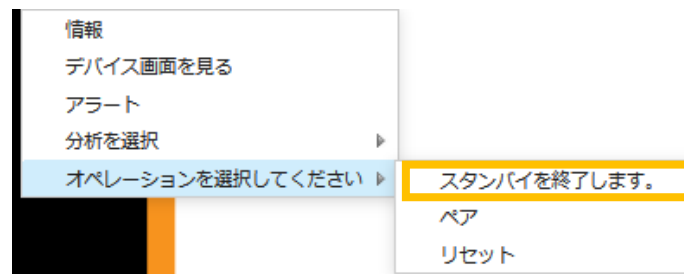 情報
デバイス画面を見る
アラート
分析を選択
オペレーションを選択してください
スタンバイを終了します。
ペア
リセット